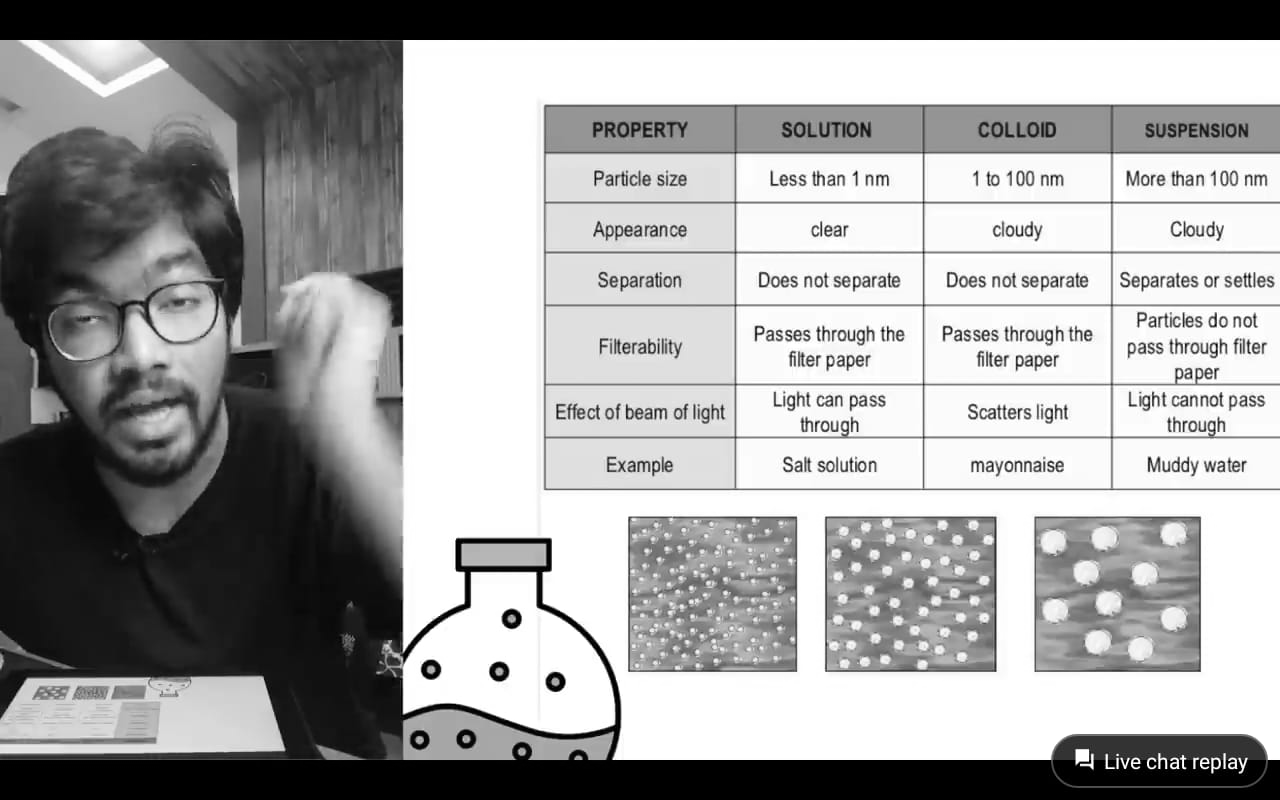 PROPERTY SOLUTION COLLOID SUSPENSION
Particle size Less than 1 nm 1 to 100 nm More than 100 nm
Appearance clear cloudy Cloudy
Separation Does not separate Does not separate Separates or settles
Filterability
Passes through the
filter paper
Passes through the
filter paper
Particles do not
pass through filter
paper
Effect of beam of light
Light can pass
through
Scatters light
Light cannot pass
through
Example Salt solution mayonnaise Muddy water
Live chat replay